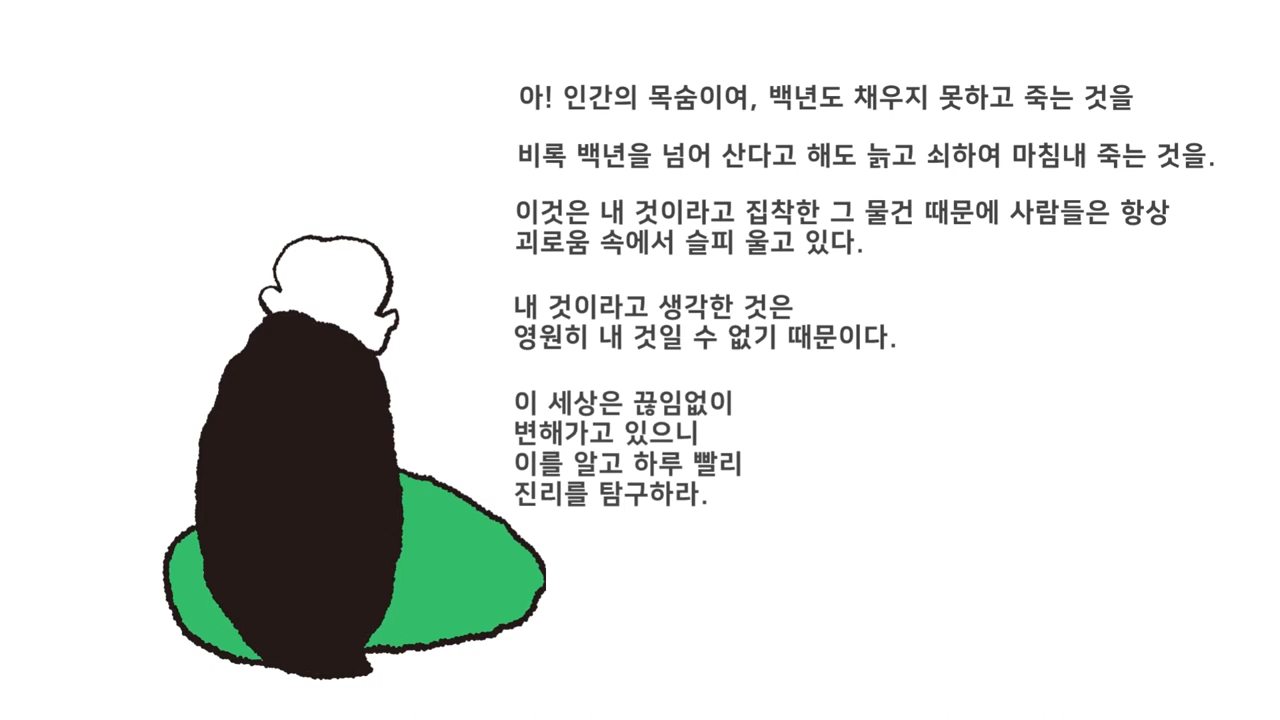 아! 인간의 목숨이여, 백년도 채우지 못하고 죽는 것을
비록 백년을 넘어 산다고 해도 늙고 쇠하여 마침내 죽는 것을.
이것은 내 것이라고 집착한 그 물건 때문에 사람들은 항상
괴로움 속에서 슬피 울고 있다.
내 것이라고 생각한 것은
영원히 내 것일 수 없기 때문이다.
이 세상은 끊임없이
변해가고 있으니
이를 알고 하루 빨리
진리를 탐구하라.